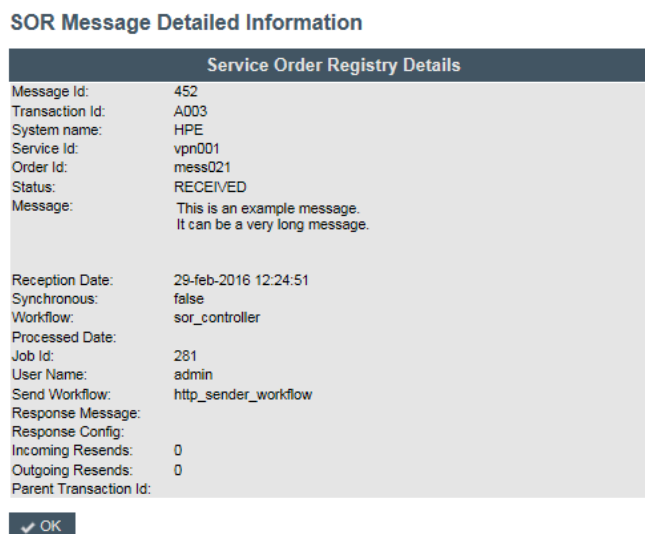 SOR Message Detailed Information
Service Order Registry Details
Message Id: 452
Transaction Id: A003
System name: HPE
Service Id: vpn001
Order Id: mess021
Status: RECEIVED
Message: This is an example message.
It can be a very long message.
Reception Date: 29-feb-2016 12:24:51
Synchronous: false
Workflow: sor_controller
Processed Date:
Job Id: 281
User Name: admin
Send Workflow: http_sender_workflow
Response Message:
Response Config:
Incoming Resends: 0
Outgoing Resends: 0
Parent Transaction Id:
OK